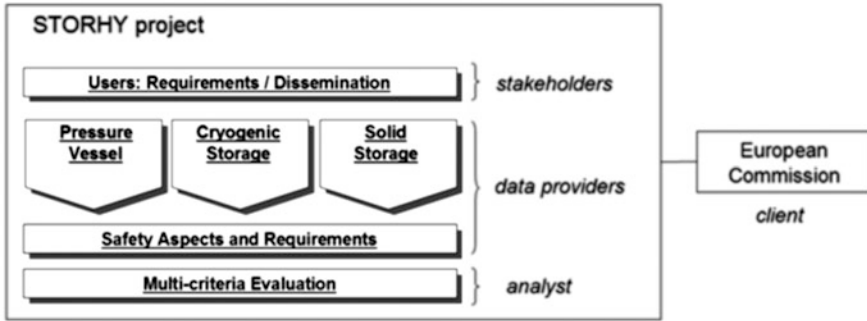 STORHY project
Users: Requirements / Dissemination
stakeholders
Pressure
Vessel
Cryogenic
Storage
Solid
Storage
data providers
Safety Aspects and Requirements
Multi-criteria Evaluation
analyst
European
Commission
client